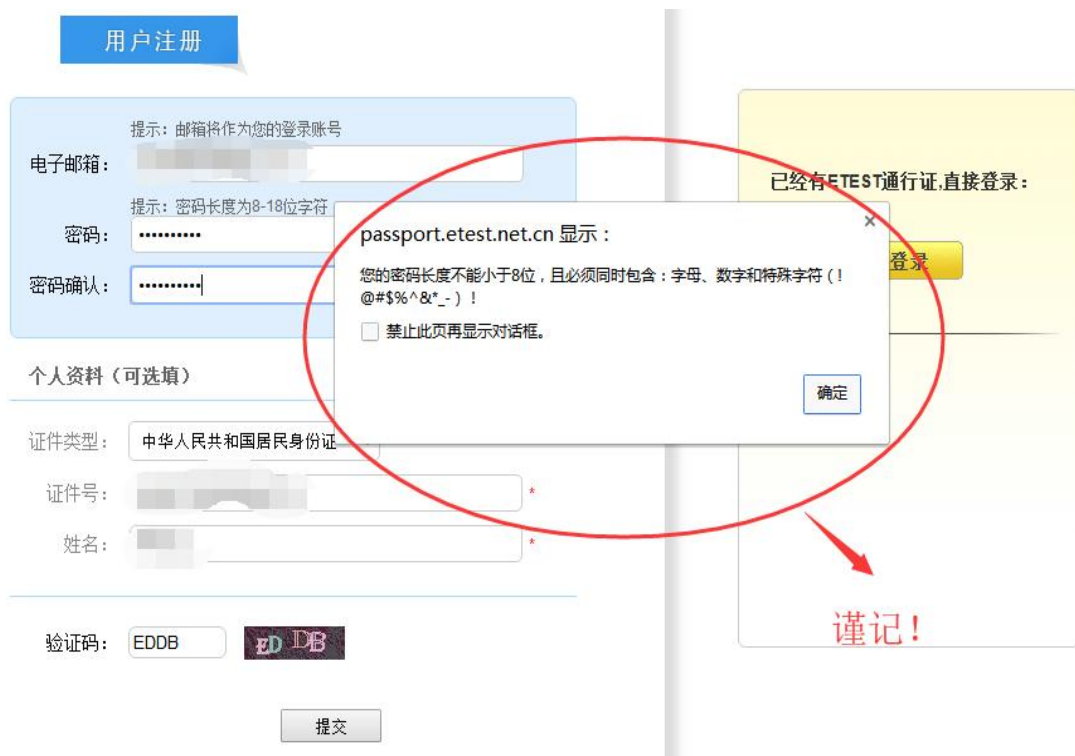 用户注册
提示：邮箱将作为您的登录账号
电子邮箱：
提示：密码长度为8-18位字符
密码：
密码确认：
已经有ETEST通行证,直接登录：
登录
passport.etest.net.cn 显示：
您的密码长度不能小于8位，且必须同时包含：字母、数字和特殊字符（!
@#$%^&*_-）！
禁止此页再显示对话框。
确定
个人资料（可选填）
证件类型：
中华人民共和国居民身份证
证件号：
*
姓名：
*
验证码：
EDDB
ED DB
提交
谨记！